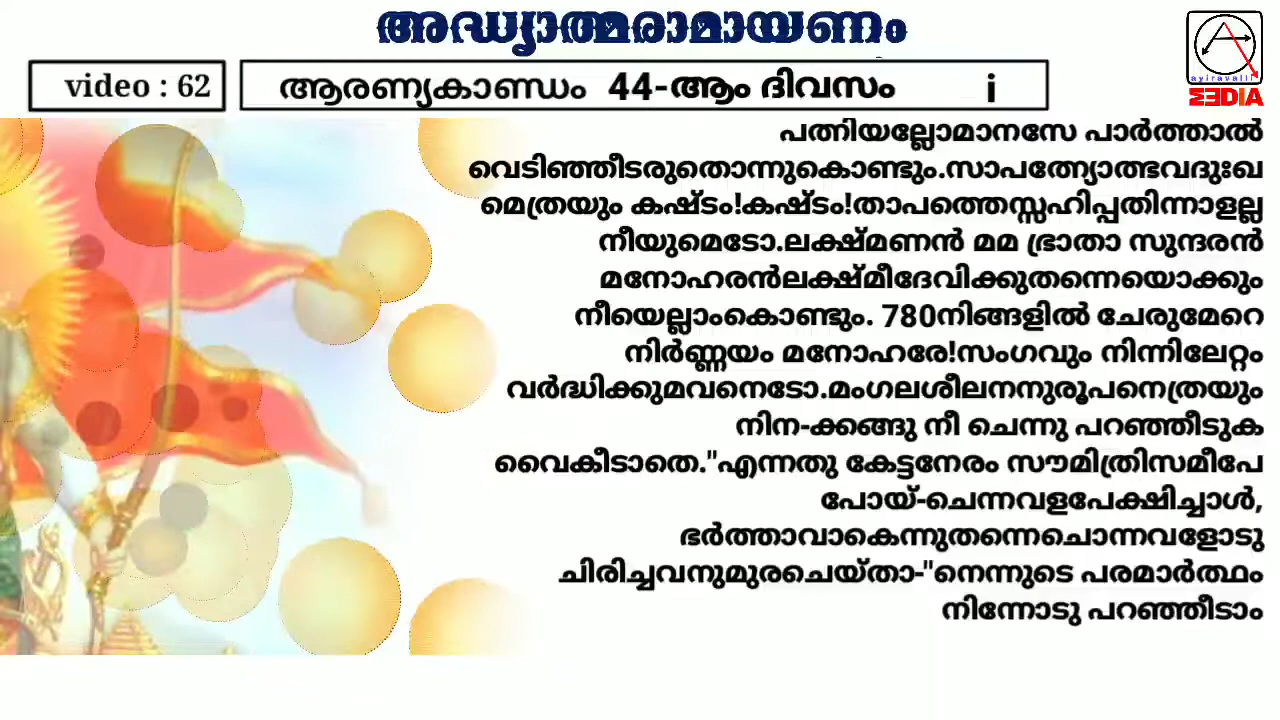 അദ്ധ്യാത്മരാമായണം
video : 62
ആരണ്യകാണ്ഡം 44-ആം ദിവസം i
ayiravalli
MEDIA
പത്നിയല്ലോമാനസേ പാർത്താൽ
വെടിഞ്ഞീടരുതൊന്നുകൊണ്ടും.സാപത്ന്യോത്ഭവദുഃഖ
മെത്രയും കഷ്ടം!കഷ്ടം!താപത്തെസ്സഹിപ്പതിന്നാളല്ല
നീയുമെടോ.ലക്ഷ്മണൻ മമ ഭ്രാതാ സുന്ദരൻ
മനോഹരൻലക്ഷ്മീദേവിക്കുതന്നെയൊക്കും
നീയെല്ലാംകൊണ്ടും. 780നിങ്ങളിൽ ചേരുമേറെ
നിർണ്ണയം മനോഹരേ!സംഗവും നിന്നിലേറ്റം
വർദ്ധിക്കുമവനെടോ.മംഗലശീലനനുരൂപനെത്രയും
നിന-ക്കങ്ങു നീ ചെന്നു പറഞ്ഞീടുക
വൈകീടാതെ."എന്നതു കേട്ടനേരം സൗമിത്രിസമീപേ
പോയ്-ചെന്നവളപേക്ഷിച്ചാൾ,
ഭർത്താവാകെന്നുതന്നെചൊന്നവളോടു
ചിരിച്ചവനുമുരചെയ്താ-"നെന്നുടെ പരമാർത്ഥം
നിന്നോടു പറഞ്ഞീടാം